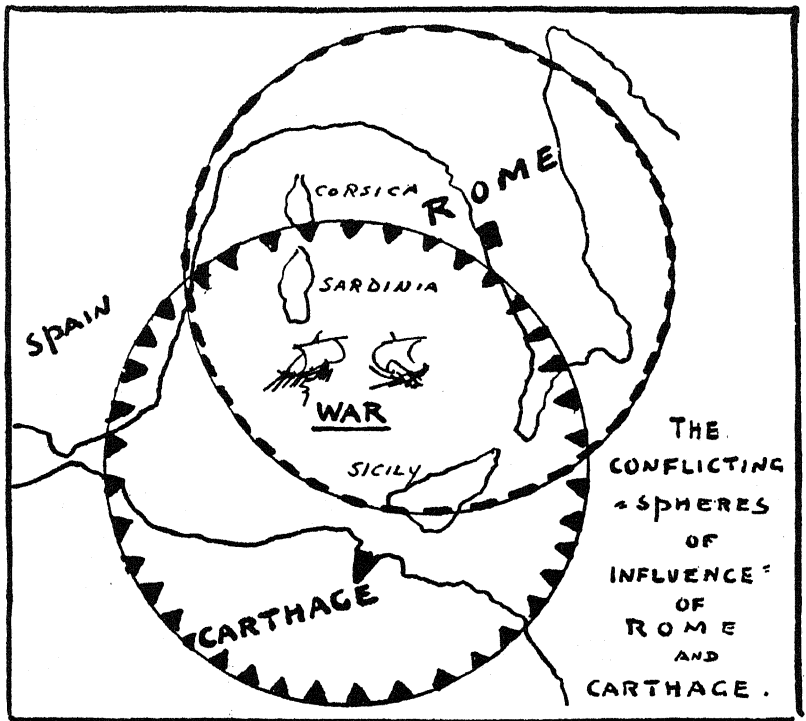 CORSICA
ROME
SARDINIA
SPAIN
WAR
SICILY
CARTHAGE
THE
CONFLICTING
"SPHERES
OF
INFLUENCE"
OF
ROME
AND
CARTHAGE.